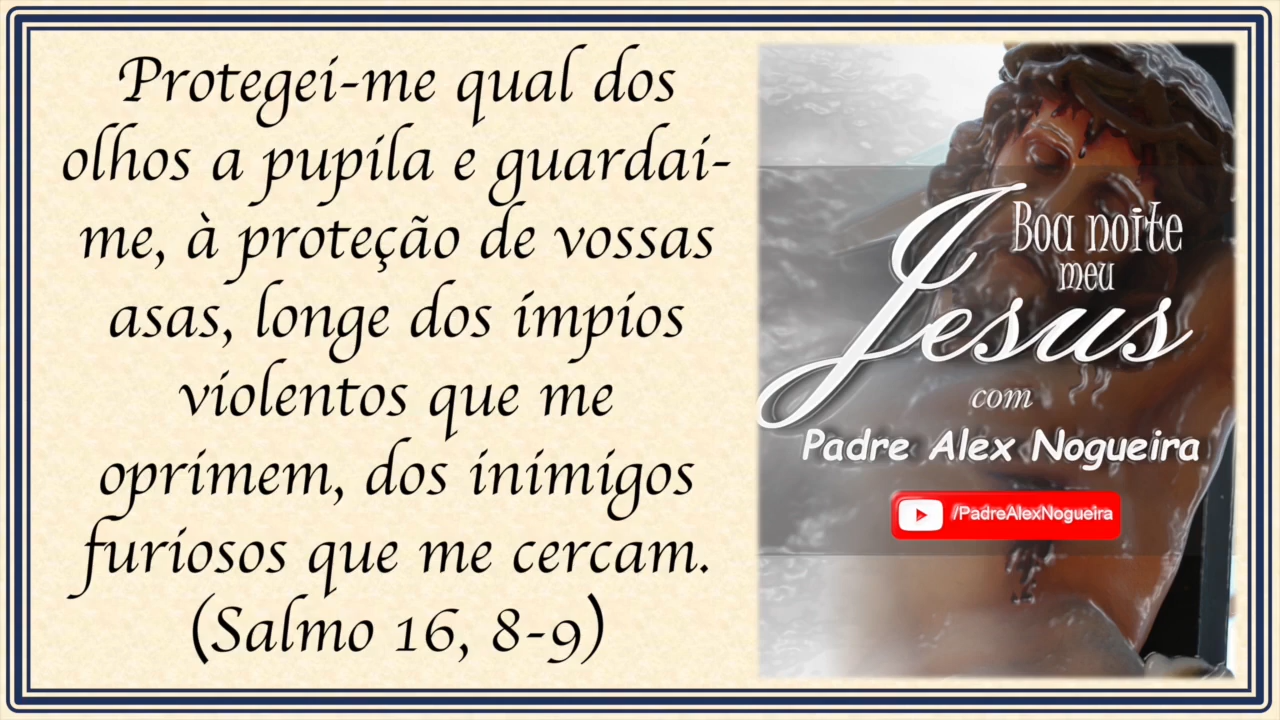 Protegei-me qual dos
olhos a pupila e guardai-
me, à proteção de vossas
asas, longe dos ímpios
violentos que me
oprimem, dos inimigos
furiosos que me cercam.
(Salmo 16, 8-9)
Boa noite
meu
Jesus
com
Padre Alex Nogueira
/PadreAlexNogueira